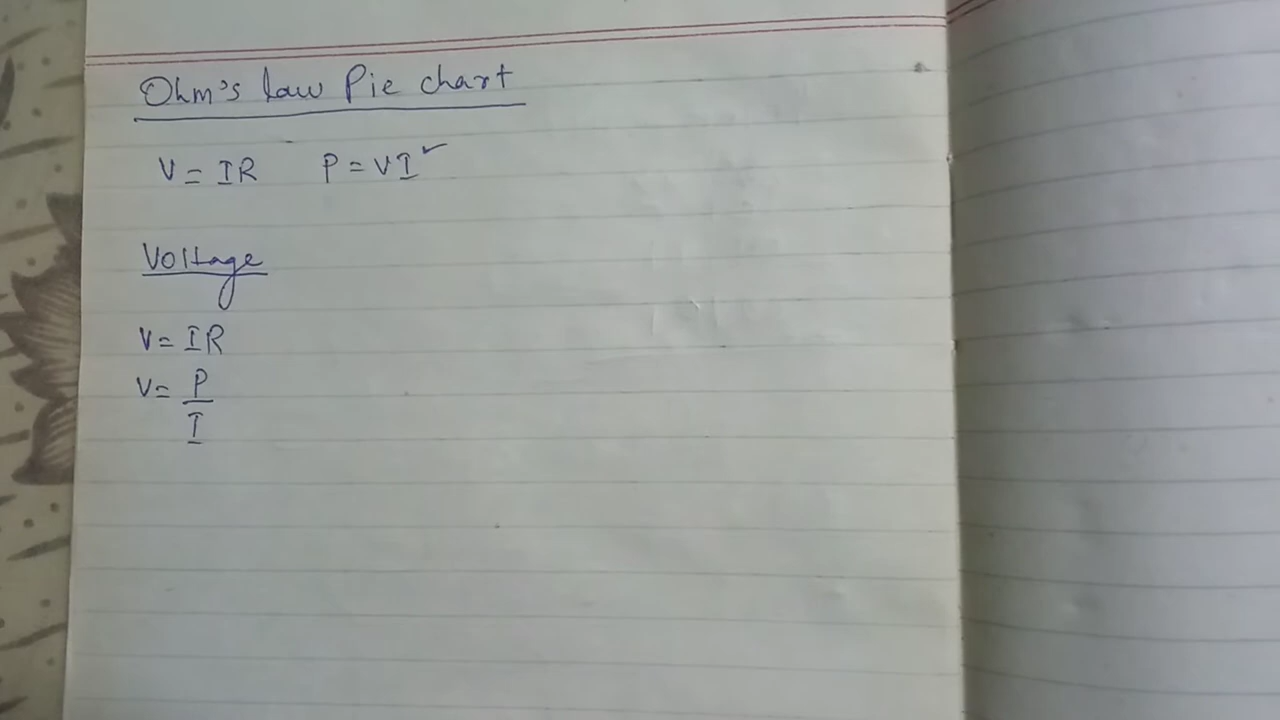 Ohm's law Pie chart
V = IR P = VI ✓
Voltage
V = IR
V = P/I